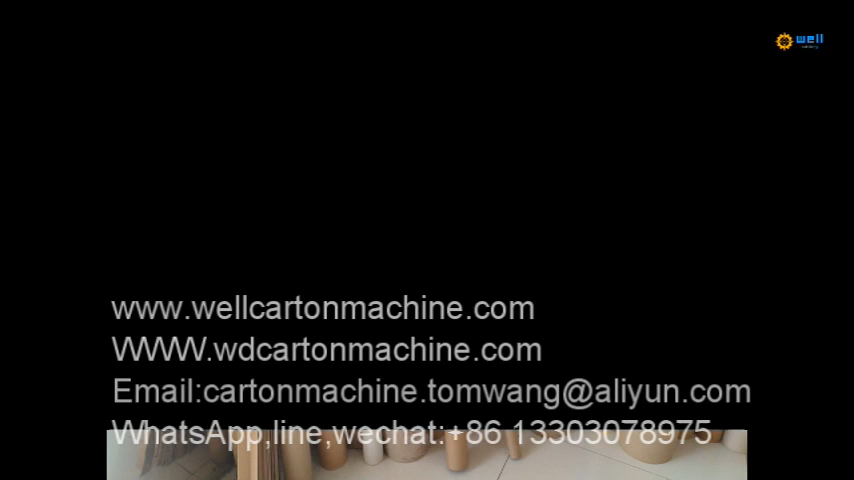 well
www.wellcartonmachine.com
WWW.wdcartonmachine.com
Email:cartonmachine.tomwang@aliyun.com
WhatsApp,line,wechat:+86 13303078975